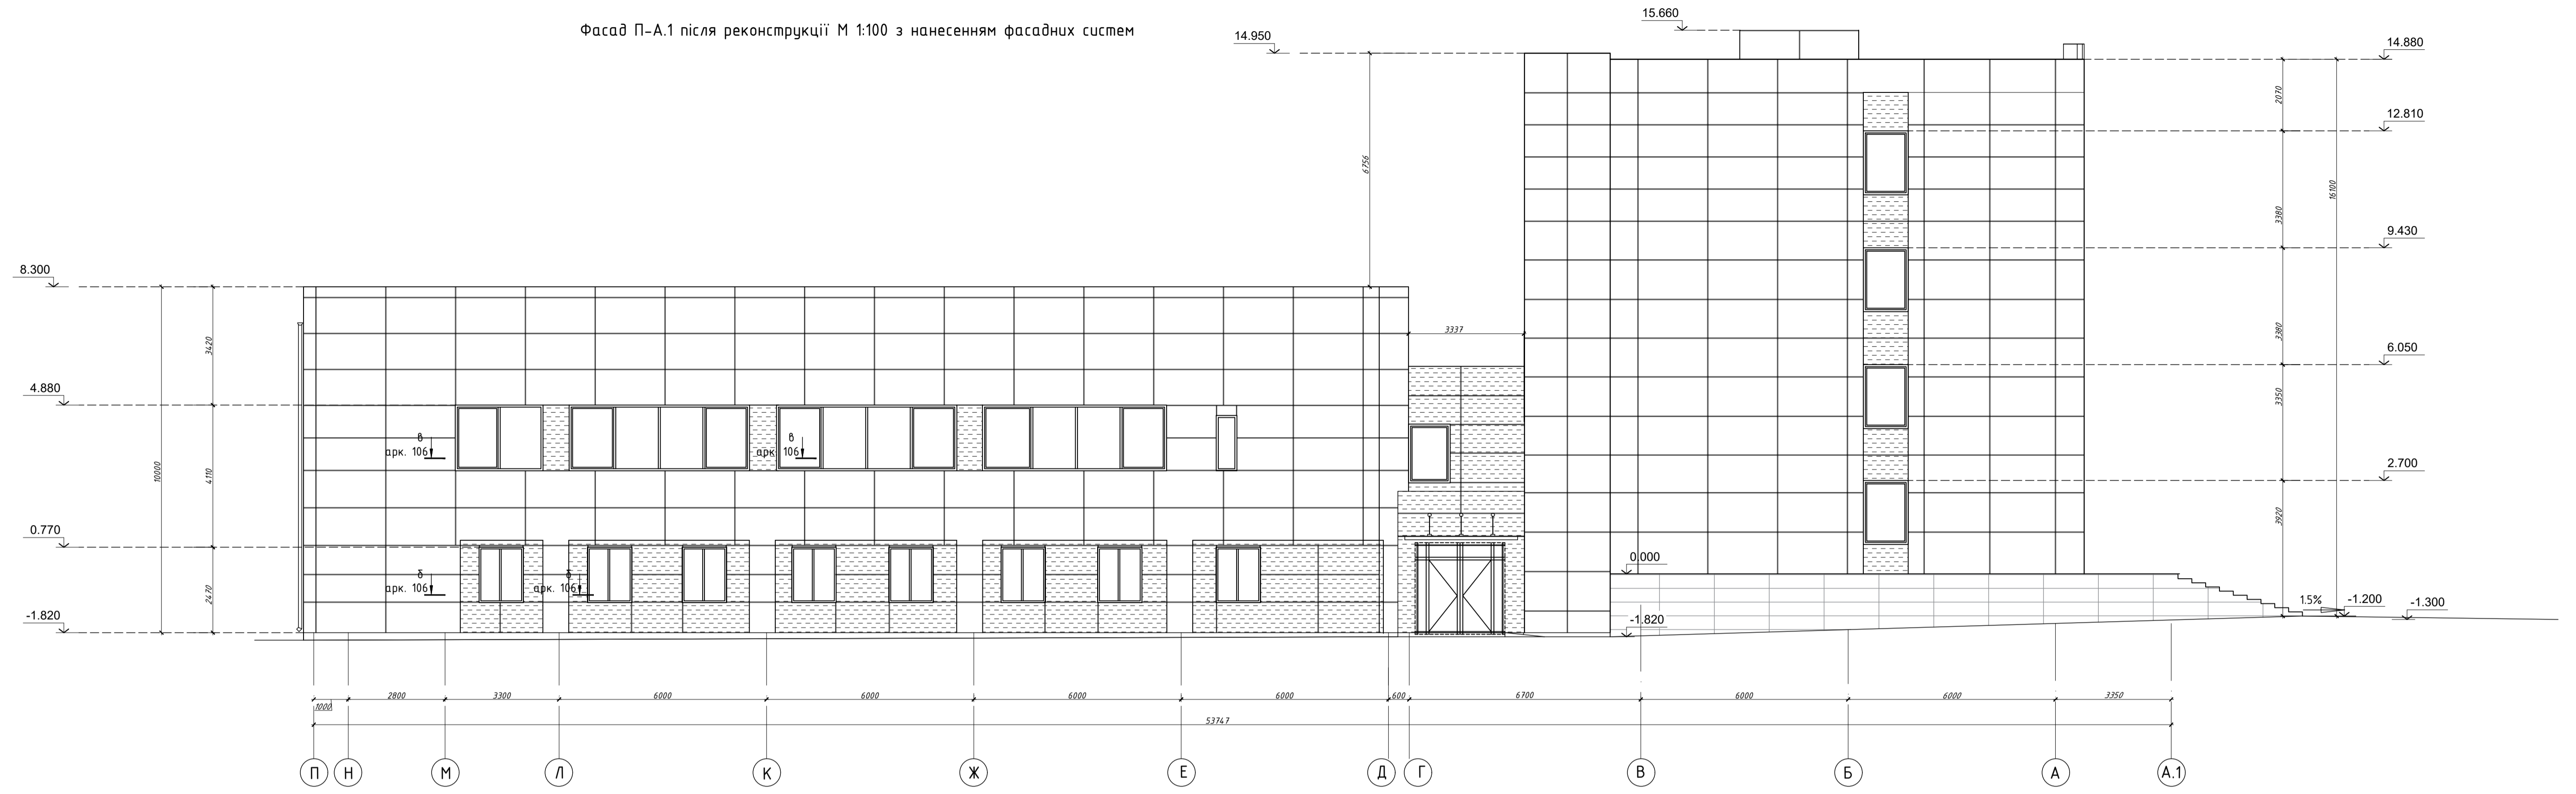 Фасад П-А.1 після реконструкції М 1:100 з нанесенням фасадних систем
15.660
14.950
14.880
2070
12.810
6756
16100
3380
9.430
8.300
3337
3420
3380
6.050
4.880
3350
в
арк. 106
в
арк. 106
10000
4110
2.700
3920
0.770
0.000
б
арк. 106
б
арк. 106
2470
1.5%
-1.200
-1.300
-1.820
-1.820
1000
2800
3300
6000
6000
6000
6000
600
6700
6000
6000
3350
53747
П
Н
М
Л
К
Ж
Е
Д
Г
В
Б
А
А.1